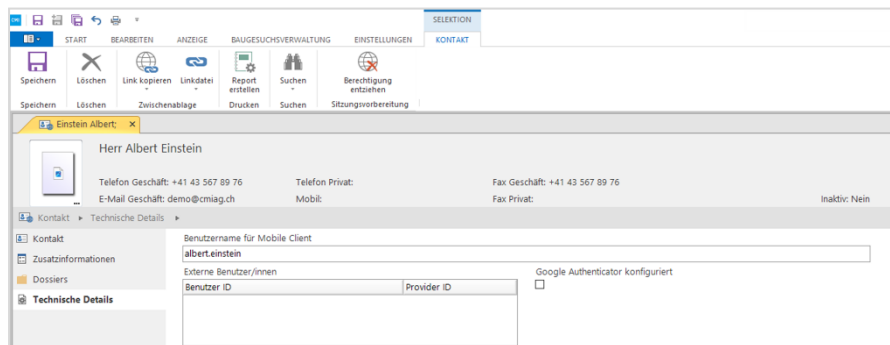 CMI
SELEKTION
START BEARBEITEN ANZEIGE BAUGESUCHSVERWALTUNG EINSTELLUNGEN KONTAKT
Speichern Löschen Link kopieren Linkdatei Report erstellen Suchen Berechtigung entziehen
Speichern Löschen Zwischenablage Drucken Suchen Sitzungsvorbereitung
Einstein Albert;
Herr Albert Einstein
Telefon Geschäft: +41 43 567 89 76 Telefon Privat: Fax Geschäft: +41 43 567 89 76
E-Mail Geschäft: demo@cmiag.ch Mobil: Fax Privat: Inaktiv: Nein
Kontakt Technische Details
Kontakt
Zusatzinformationen
Dossiers
Technische Details
Benutzername für Mobile Client
albert.einstein
Externe Benutzer/innen Google Authenticator konfiguriert
Benutzer ID Provider ID